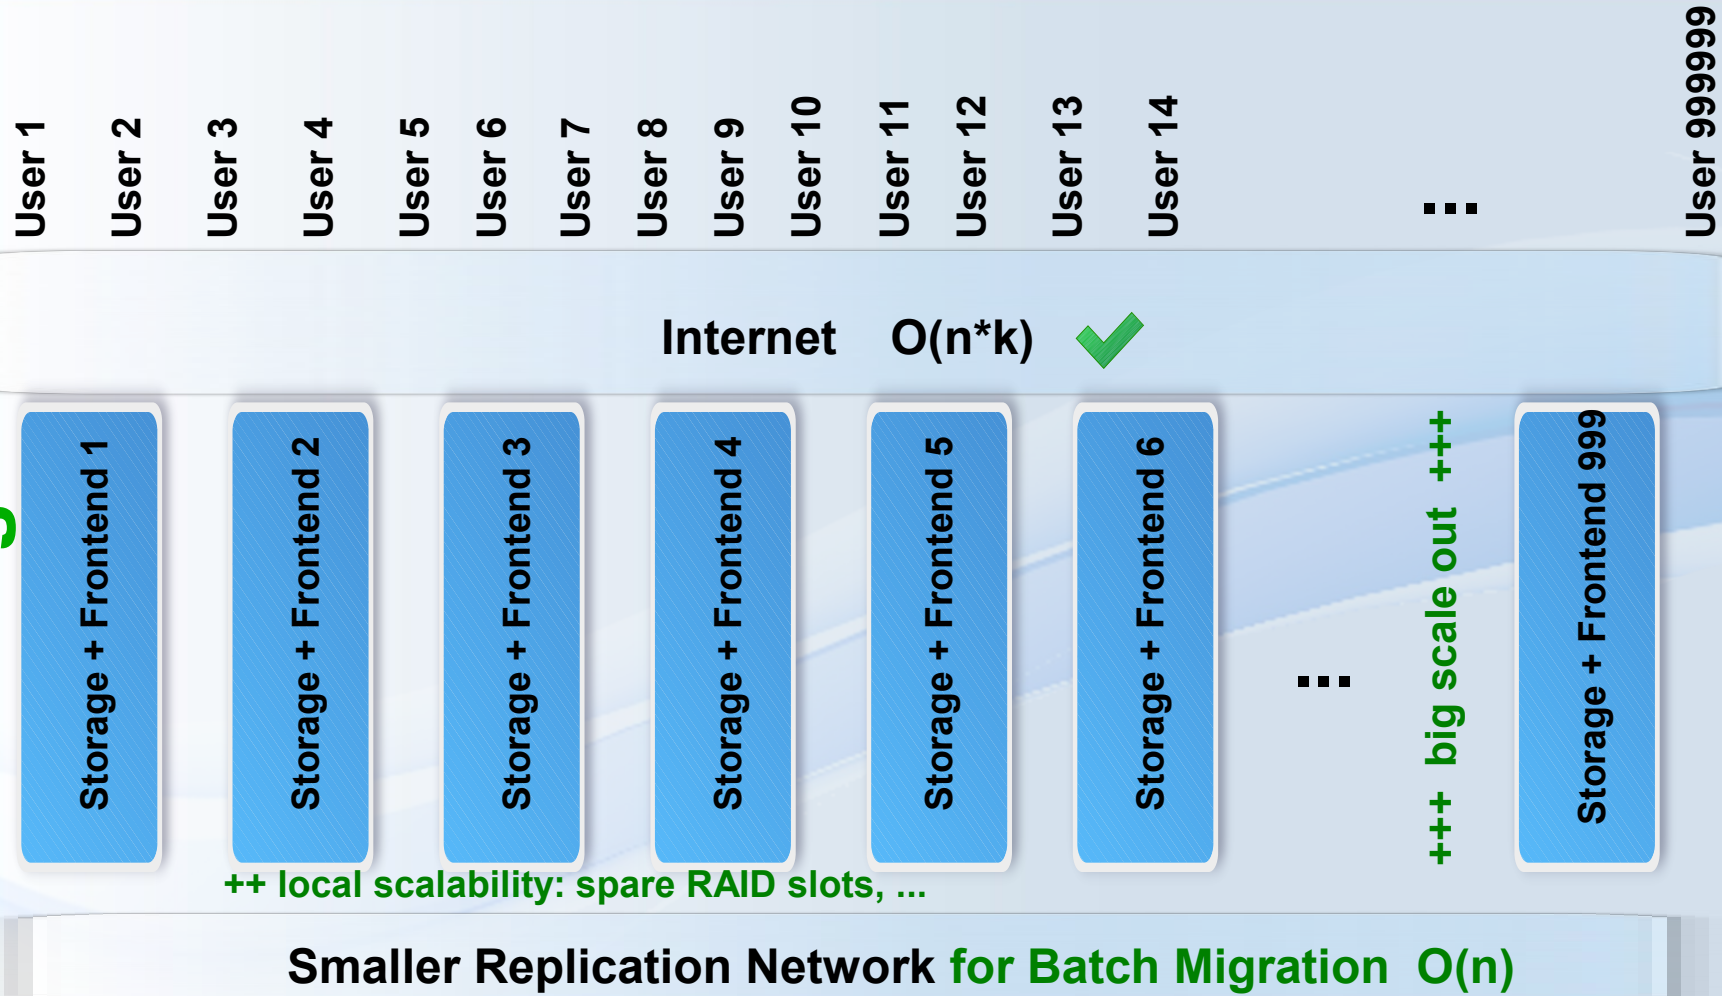 User 1
User 2
User 3
User 4
User 5
User 6
User 7
User 8
User 9
User 10
User 11
User 12
User 13
User 14
...
User 9999999
Internet O(n*k)
Storage + Frontend 1
Storage + Frontend 2
Storage + Frontend 3
Storage + Frontend 4
Storage + Frontend 5
Storage + Frontend 6
...
+++ big scale out +++
Storage + Frontend 999
++ local scalability: spare RAID slots, ...
Smaller Replication Network for Batch Migration O(n)